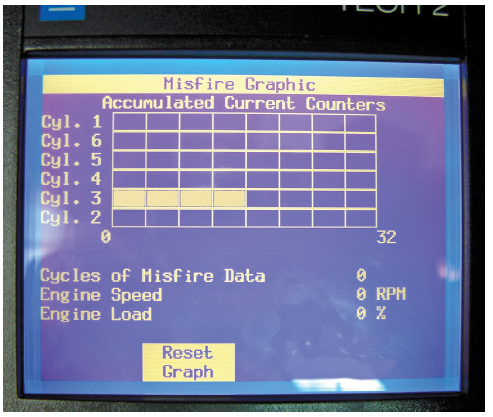 TECH 2
Misfire Graphic
Accumulated Current Counters
Cyl. 1
Cyl. 6
Cyl. 5
Cyl. 4
Cyl. 3
Cyl. 2
0 32
Cycles of Misfire Data 0
Engine Speed 0 RPM
Engine Load 0 %
Reset
Graph